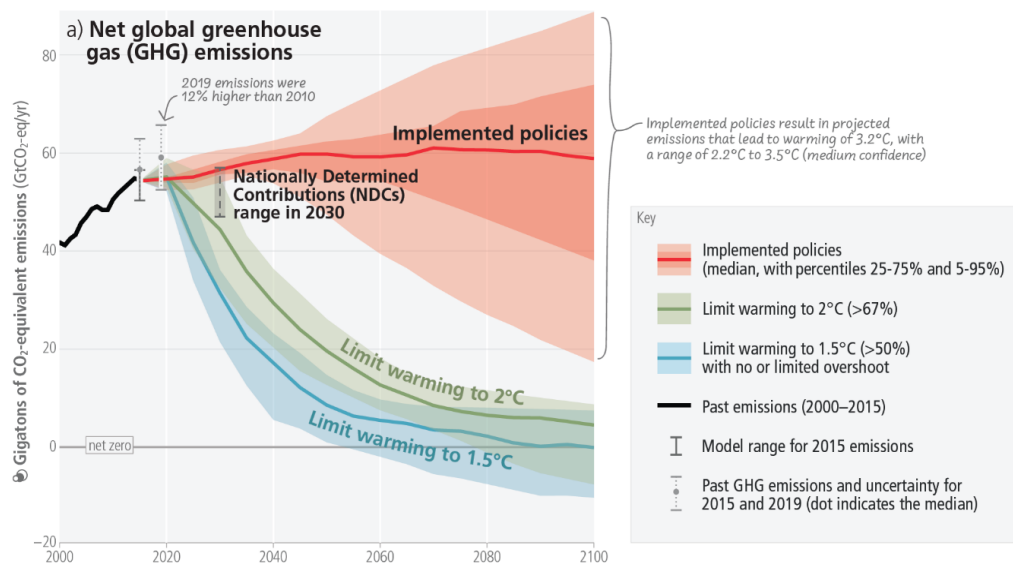 a) Net global greenhouse
gas (GHG) emissions
Gigatons of CO₂-equivalent emissions (GtCO₂-eq/yr)
80
60
40
20
0
−20
2000
2020
2040
2060
2080
2100
2019 emissions were
12% higher than 2010
Implemented policies
Nationally Determined
Contributions (NDCs)
range in 2030
Limit warming to 2°C
Limit warming to 1.5°C
net zero
Implemented policies result in projected
emissions that lead to warming of 3.2°C, with
a range of 2.2°C to 3.5°C (medium confidence)
Key
Implemented policies
(median, with percentiles 25-75% and 5-95%)
Limit warming to 2°C (>67%)
Limit warming to 1.5°C (>50%)
with no or limited overshoot
Past emissions (2000–2015)
Model range for 2015 emissions
Past GHG emissions and uncertainty for
2015 and 2019 (dot indicates the median)